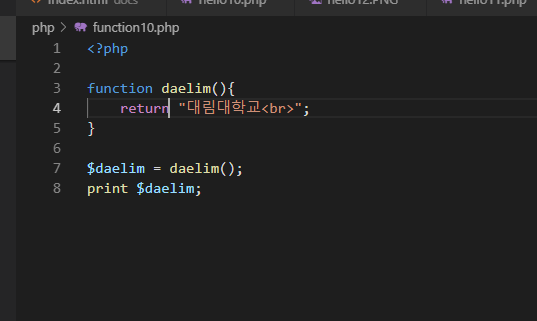 index.html docs hello10.php hello12.PNG hello11.php
php > function10.php
1 <?php
2
3 function daelim(){
4 return "대림대학교<br>";
5 }
6
7 $daelim = daelim();
8 print $daelim;